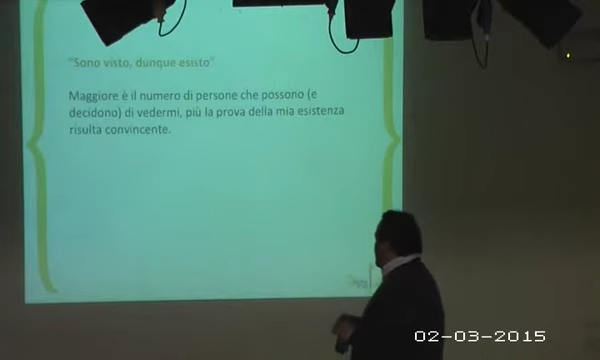 "Sono visto, dunque esisto"
Maggiore è il numero di persone che possono (e
decidono) di vedermi, più la prova della mia esistenza
risulta convincente.
02-03-2015